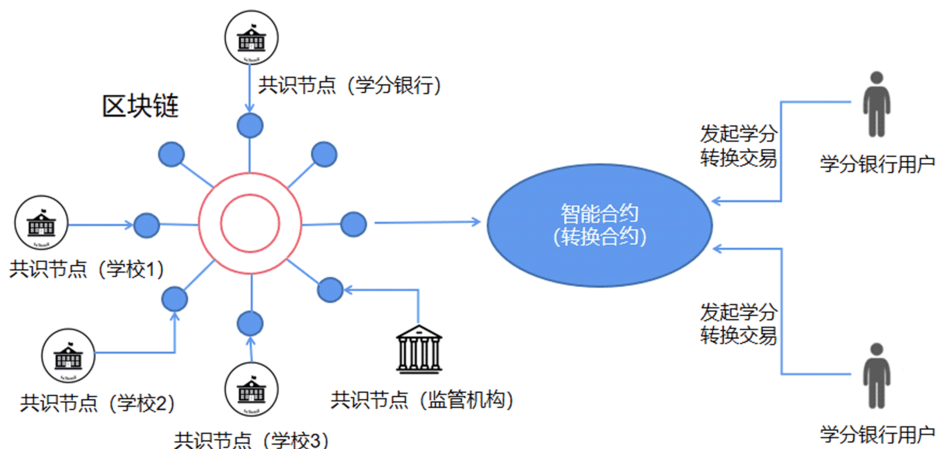 共识节点（学分银行）
区块链
发起学分
转换交易
学分银行用户
智能合约
（转换合约）
共识节点（学校1）
共识节点（学校2）
共识节点（学校3）
共识节点（监管机构）
发起学分
转换交易
学分银行用户